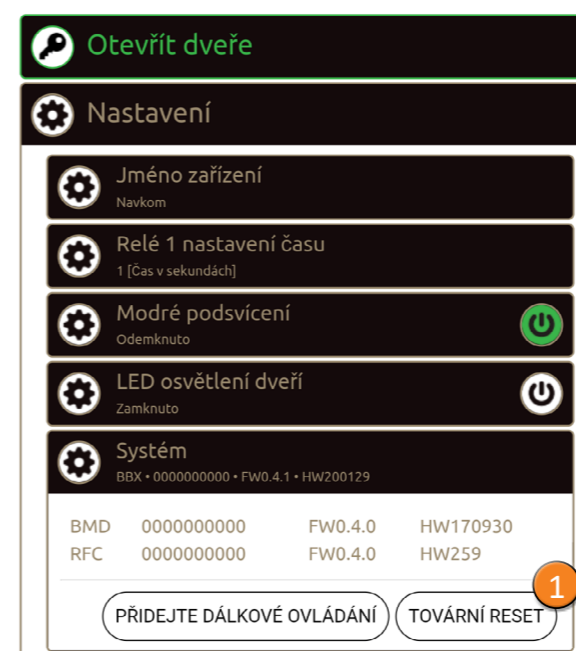 Otevřít dveře
Nastavení
Jméno zařízení
Navkom
Relé 1 nastavení času
1 [Čas v sekundách]
Modré podsvícení
Odemknuto
LED osvětlení dveří
Zamknuto
Systém
BBX • 0000000000 • FW0.4.1 • HW200129
BMD 0000000000 FW0.4.0 HW170930
RFC 0000000000 FW0.4.0 HW259
1
PŘIDEJTE DÁLKOVÉ OVLÁDÁNÍ TOVÁRNÍ RESET